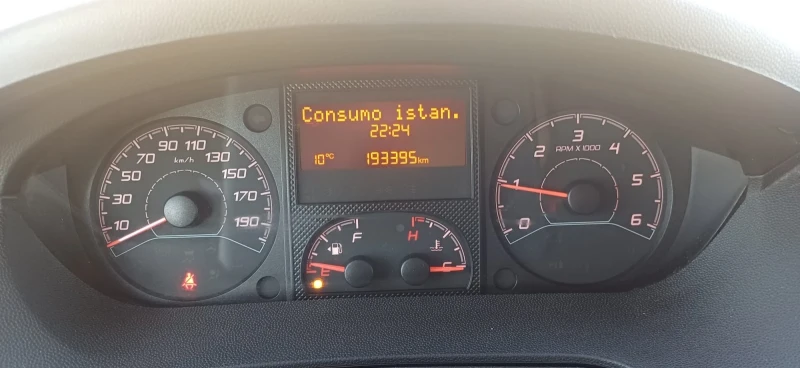 Consumo istan.
22:24
10°C 193395km
10 30 50 70 90 110 130 150 170 190
km/h
0 1 2 3 4 5 6
RPM X 1000
E F
H C